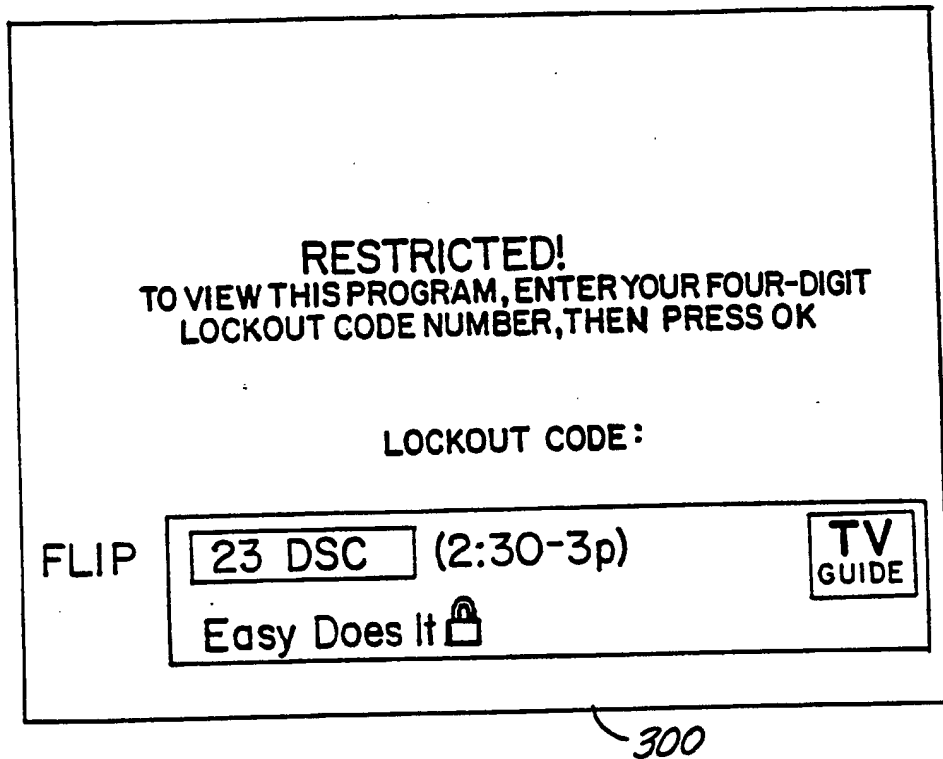 RESTRICTED!
TO VIEW THIS PROGRAM, ENTER YOUR FOUR-DIGIT
LOCKOUT CODE NUMBER, THEN PRESS OK
LOCKOUT CODE:
FLIP
23 DSC (2:30-3p)
TV
GUIDE
Easy Does It
300